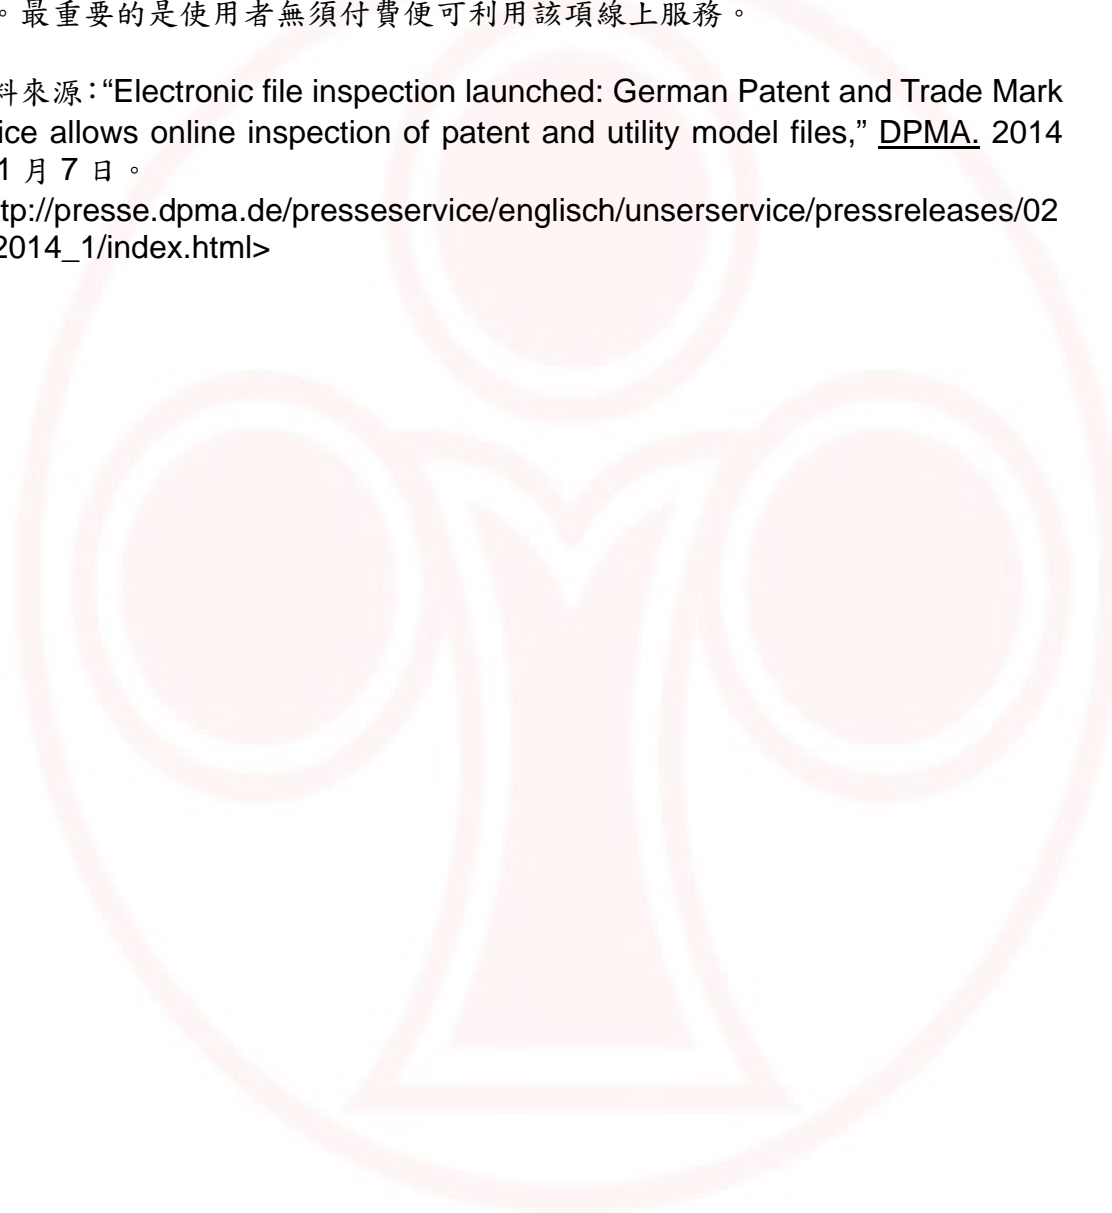 。最重要的是使用者無須付費便可利用該項線上服務。
料來源：“Electronic file inspection launched: German Patent and Trade Mark
ice allows online inspection of patent and utility model files,” DPMA. 2014
1 月 7 日。
tp://presse.dpma.de/presseservice/englisch/unserservice/pressreleases/02
2014_1/index.html>